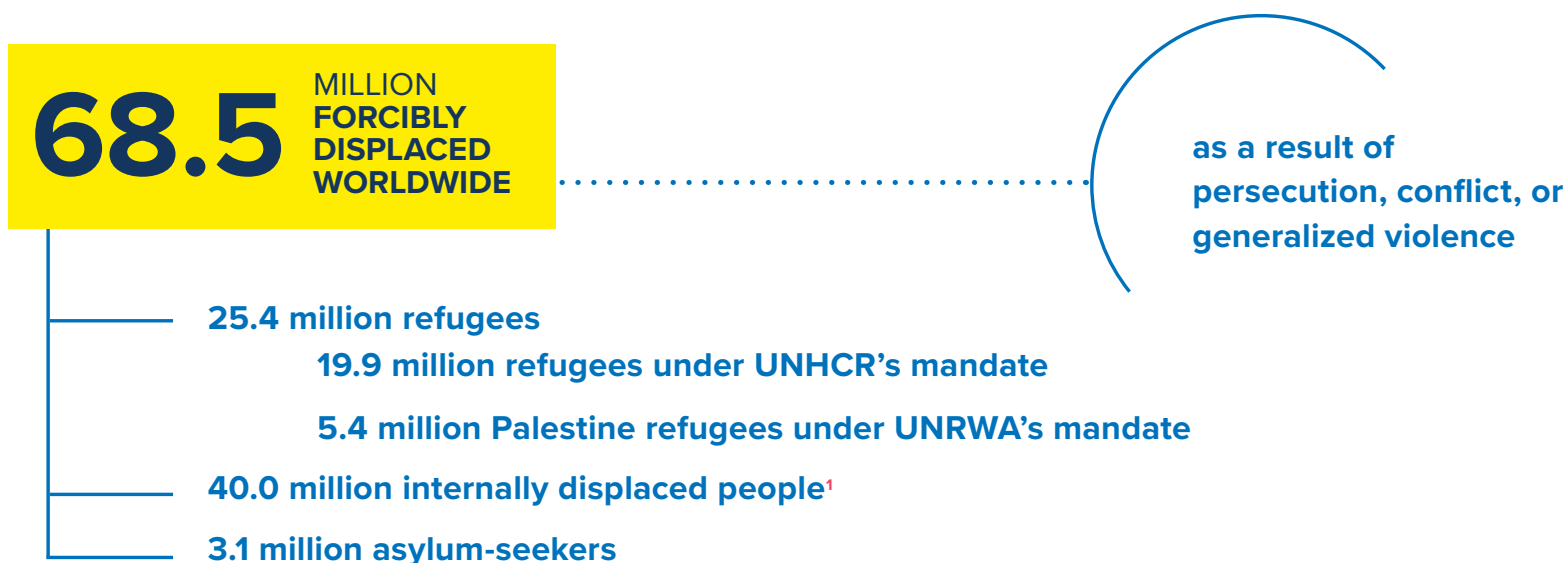 68.5
MILLION
FORCIBLY
DISPLACED
WORLDWIDE
as a result of
persecution, conflict, or
generalized violence
25.4 million refugees
19.9 million refugees under UNHCR’s mandate
5.4 million Palestine refugees under UNRWA’s mandate
40.0 million internally displaced people¹
3.1 million asylum-seekers